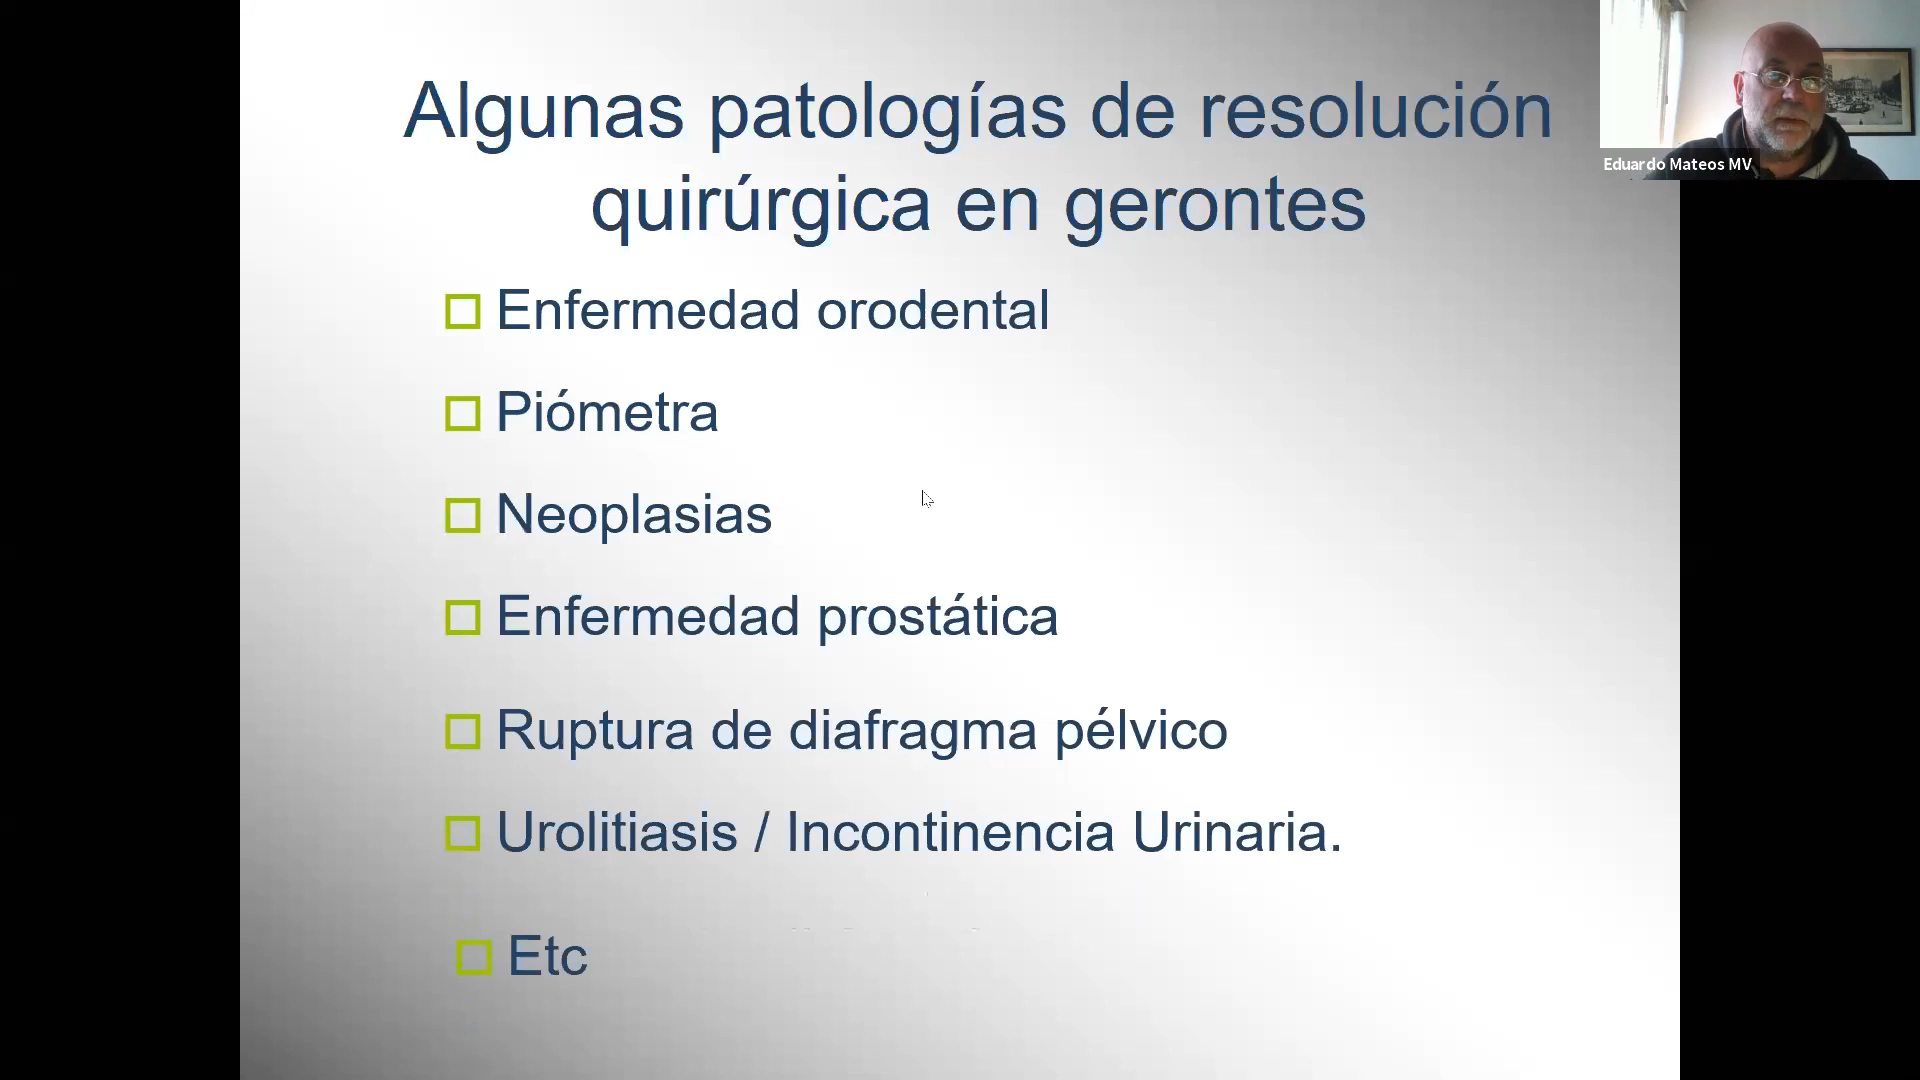 Algunas patologías de resolución
quirúrgica en gerontes
Enfermedad orodental
Piómetra
Neoplasias
Enfermedad prostática
Ruptura de diafragma pélvico
Urolitiasis / Incontinencia Urinaria.
Etc
Eduardo Mateos MV